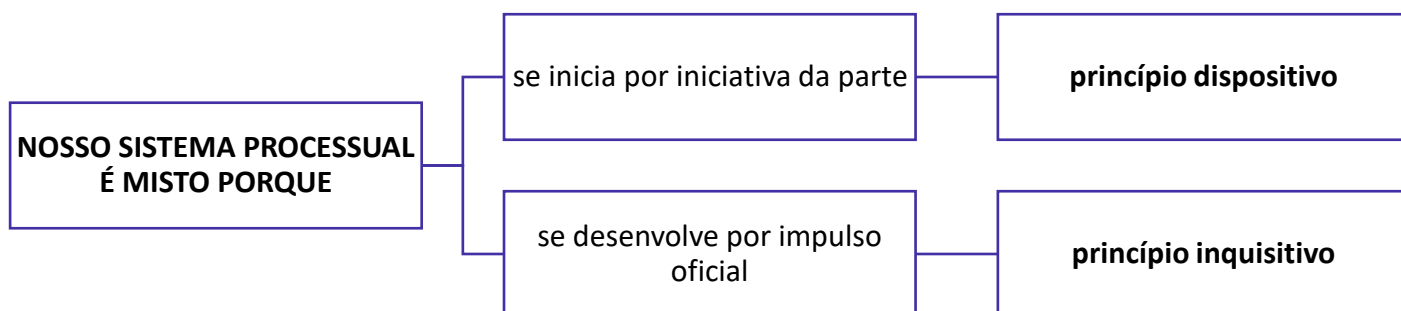 NOSSO SISTEMA PROCESSUAL
É MISTO PORQUE
se inicia por iniciativa da parte
princípio dispositivo
se desenvolve por impulso
oficial
princípio inquisitivo